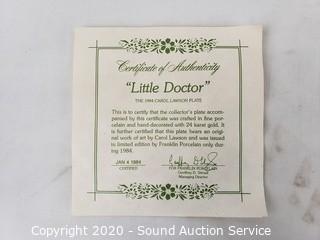 Certificate of Authenticity
"Little Doctor"
THE 1984 CAROL LAWSON PLATE
This is to certify that the collector's plate accom-
panied by this certificate was crafted in fine por-
celain and hand-decorated with 24 karat gold. It
is further certified that this plate bears an original
work of art by Carol Lawson and was issued
in limited edition by Franklin Porcelain only dur-
ing 1984.
JAN 4 1984
CERTIFIED
FOR FRANKLIN PORCELAIN
Managing Director
Copyright 2020 - Sound Auction Service